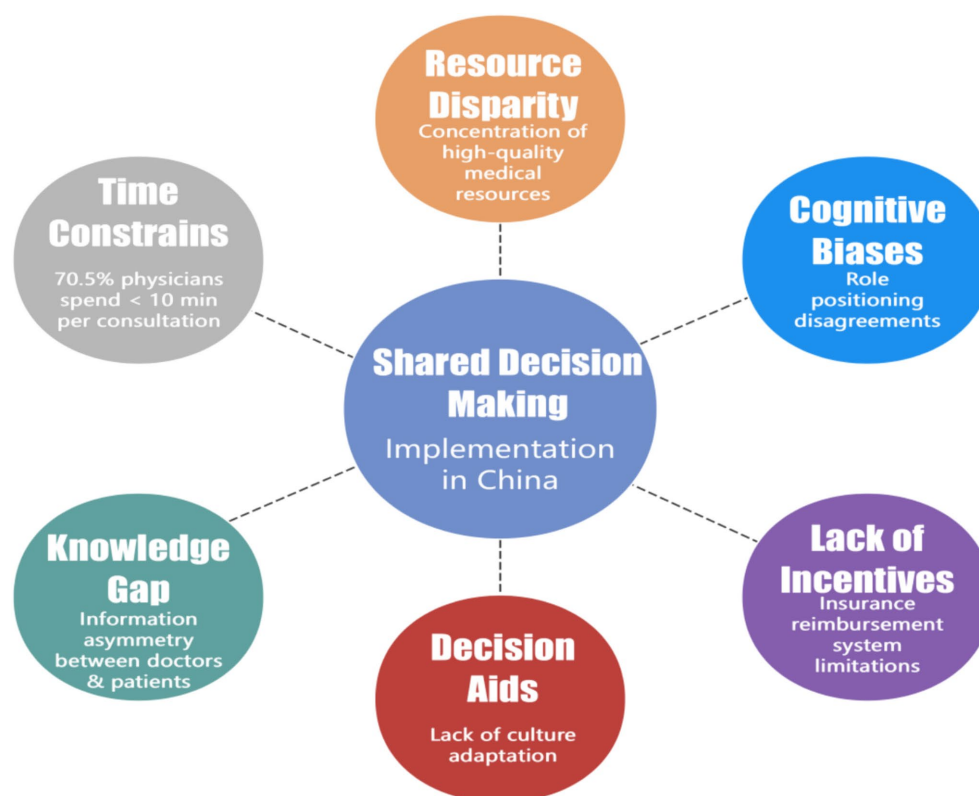 Resource
Disparity
Concentration of
high-quality
medical
resources
Time
Constrains
70.5% physicians
spend < 10 min
per consultation
Cognitive
Biases
Role
positioning
disagreements
Shared Decision
Making
Implementation
in China
Knowledge
Gap
Information
asymmetry
between doctors
& patients
Lack of
Incentives
Insurance
reimbursement
system
limitations
Decision
Aids
Lack of culture
adaptation